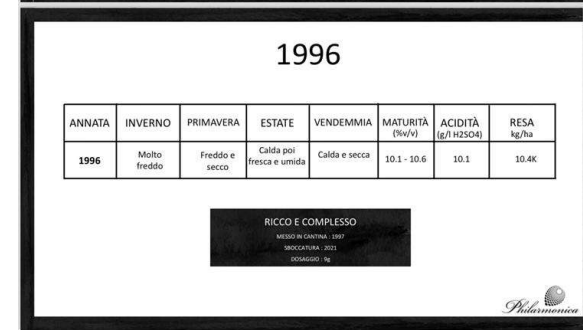 1996
ANNATA INVERNO PRIMAVERA ESTATE VENDEMMIA MATURITÀ (%v/v) ACIDITÀ (g/l H2SO4) RESA kg/ha
1996 Molto freddo Freddo e secco Calda poi fresca e umida Calda e secca 10.1 - 10.6 10.1 10.4K
RICCO E COMPLESSO
MESSO IN CANTINA : 1997
SBOCCATURA : 2021
DOSAGGIO : 9g
Philarmonica